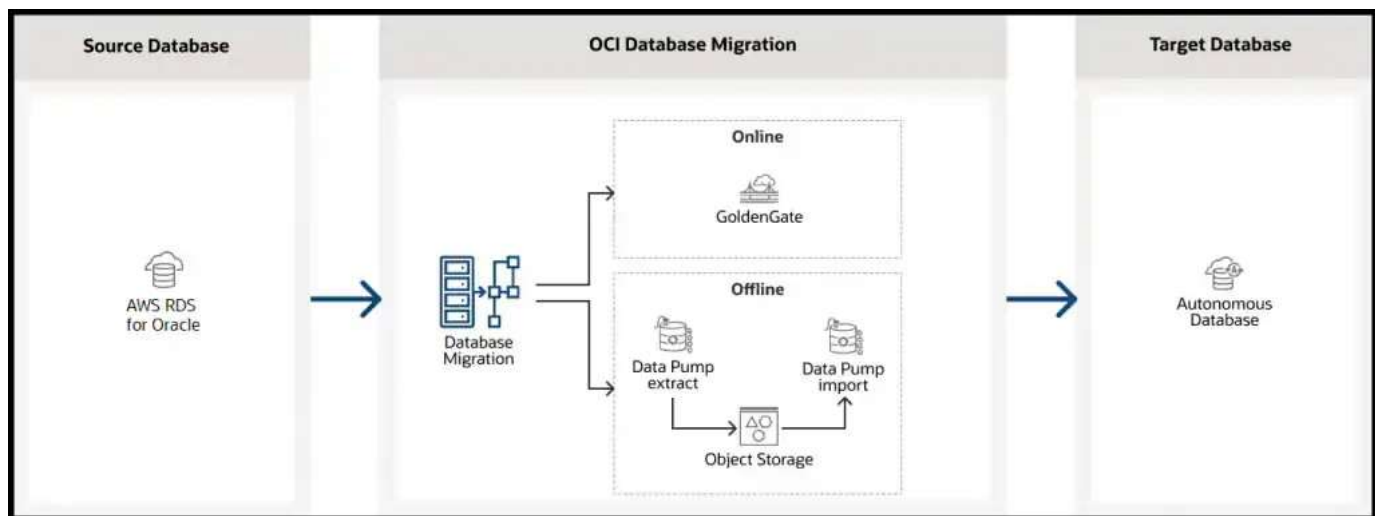 Source Database
OCI Database Migration
Target Database
Online
GoldenGate
AWS RDS
for Oracle
Database
Migration
Offline
Data Pump
extract
Data Pump
import
Object Storage
Autonomous
Database